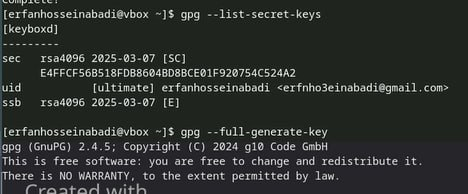 Complete!
[erfanhosseinabadi@vbox ~]$ gpg --list-secret-keys
[keyboxd]
---------
sec   rsa4096 2025-03-07 [SC]
      E4FFCF56B518FDB8604BD8BCE01F920754C524A2
uid           [ultimate] erfanhosseinabadi <erfnho3einabadi@gmail.com>
ssb   rsa4096 2025-03-07 [E]

[erfanhosseinabadi@vbox ~]$ gpg --full-generate-key
gpg (GnuPG) 2.4.5; Copyright (C) 2024 g10 Code GmbH
This is free software: you are free to change and redistribute it.
There is NO WARRANTY, to the extent permitted by law.
Created with